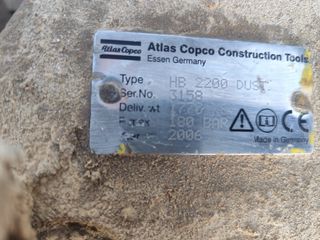 Atlas Copco Atlas Copco Construction Tools
Essen Germany
Type HB 2200 DUST
Ser.No. 3158
Deliv. wt
180 BAR
2006
Made in Germany